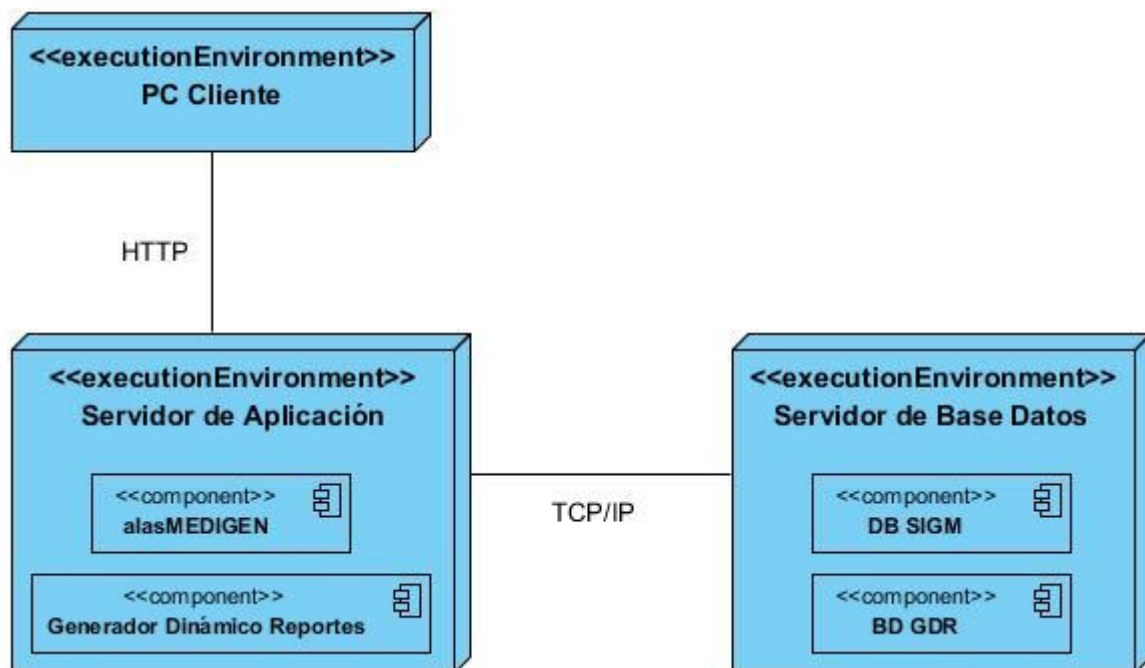 <<executionEnvironment>>
PC Cliente
HTTP
<<executionEnvironment>>
Servidor de Aplicación
<<component>>
alasMEDIGEN
<<component>>
Generador Dinámico Reportes
TCP/IP
<<executionEnvironment>>
Servidor de Base Datos
<<component>>
DB SIGM
<<component>>
BD GDR